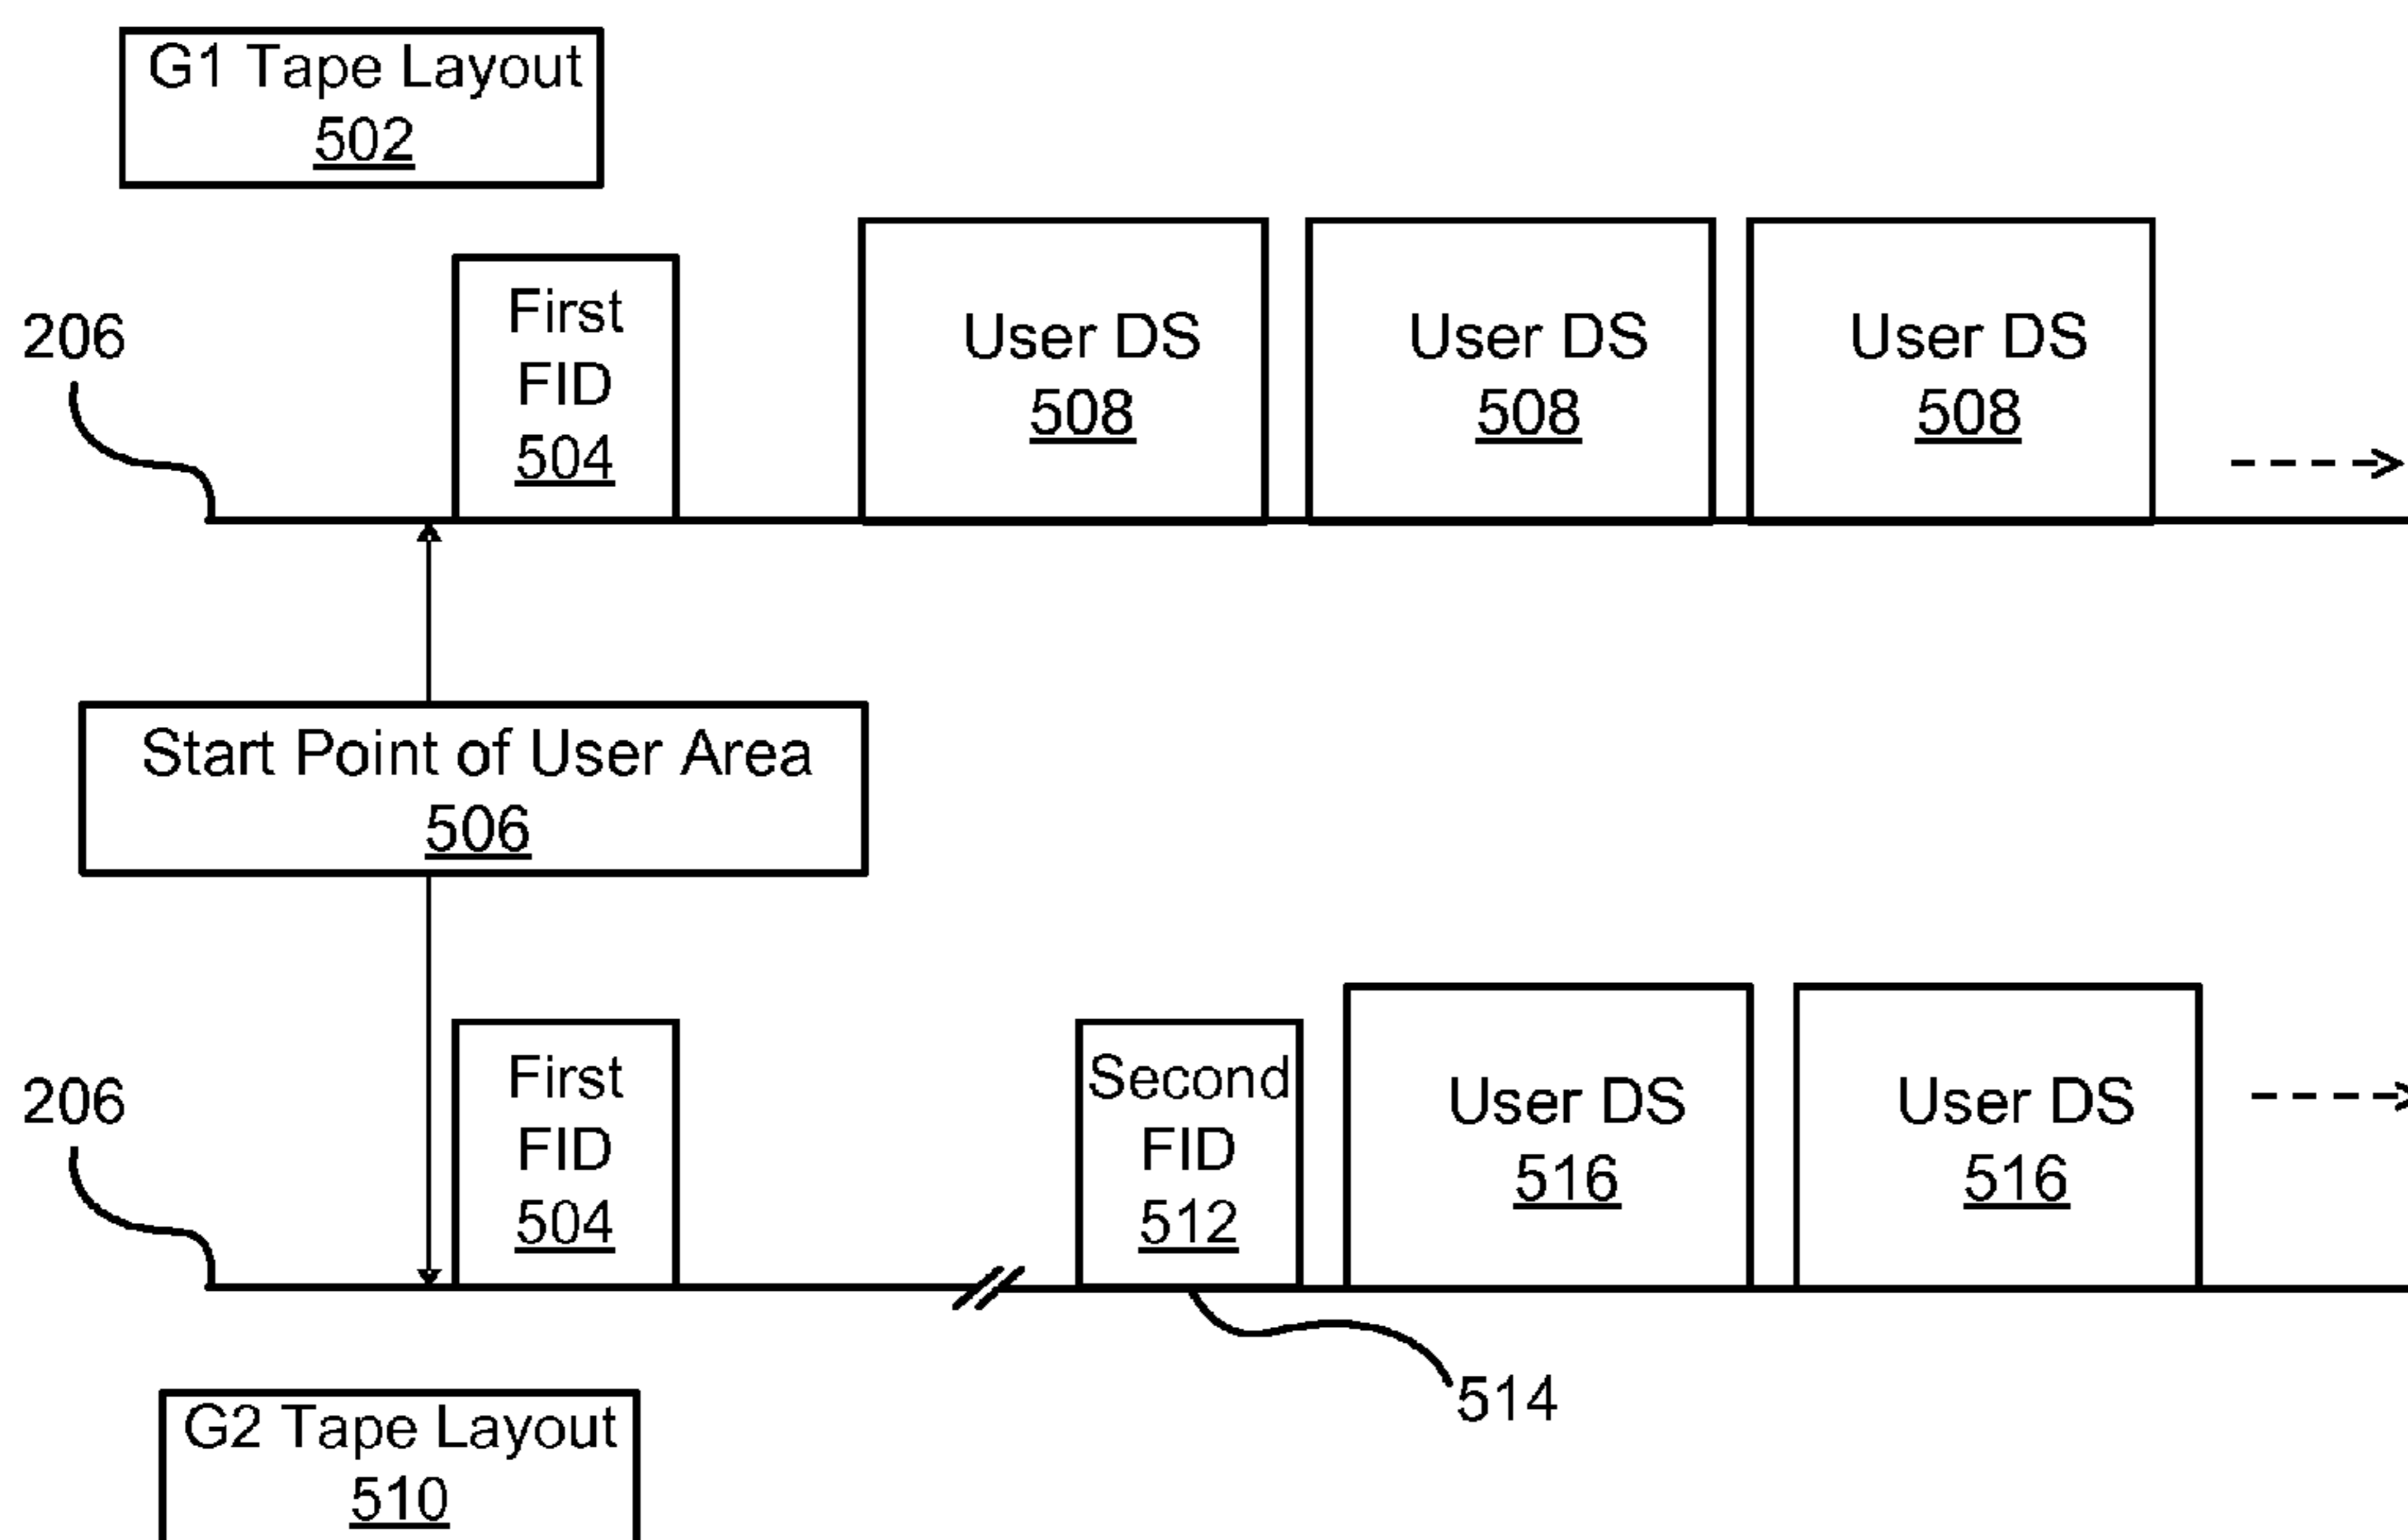 G1 Tape Layout
502
206
First
FID
504
User DS
508
User DS
508
User DS
508
Start Point of User Area
506
206
First
FID
504
Second
FID
512
User DS
516
User DS
516
514
G2 Tape Layout
510